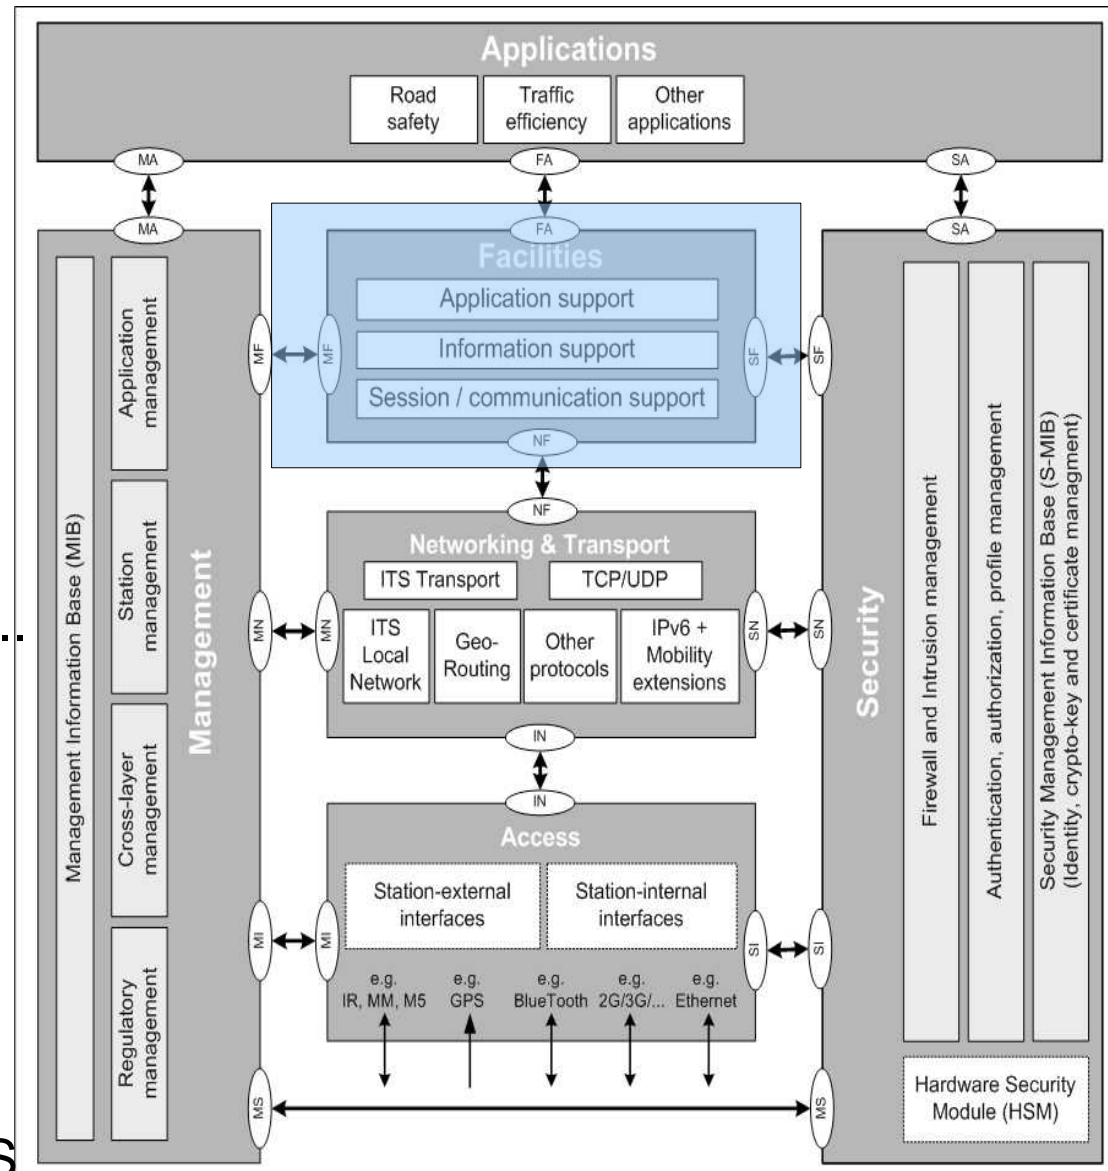 Applications
Road
safety
Traffic
efficiency
Other
applications
MA
FA
SA
MA
FA
SA
Management Information Base (MIB)
Application
management
Station
management
Cross-layer
management
Regulatory
management
Management
MF
MF
Facilities
Application support
Information support
Session / communication support
SF
SF
NF
NF
Networking & Transport
ITS Transport
TCP/UDP
ITS
Local
Network
Geo-
Routing
Other
protocols
IPv6 +
Mobility
extensions
MN
MN
SN
SN
IN
IN
Access
Station-external
interfaces
Station-internal
interfaces
MI
MI
SI
SI
e.g.
IR, MM, M5
e.g.
GPS
e.g.
BlueTooth
e.g.
2G/3G/...
e.g.
Ethernet
MS
MS
Security
Firewall and Intrusion management
Authentication, authorization, profile management
Security Management Information Base (S-MIB)
(Identity, crypto-key and certificate managment)
Hardware Security
Module (HSM)
..
s